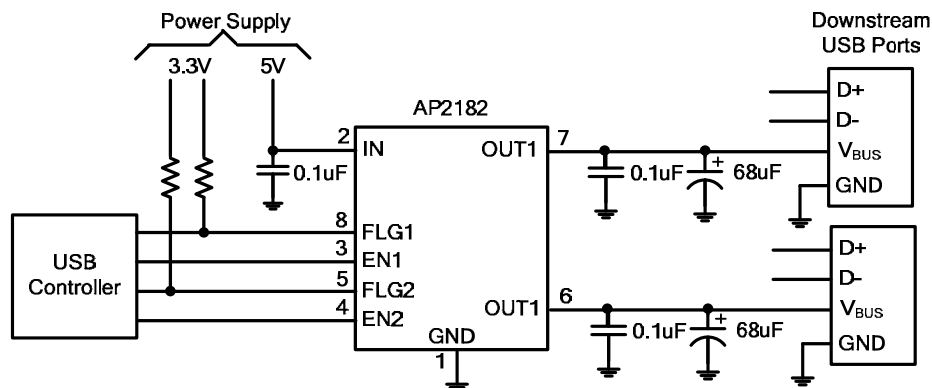 Power Supply
3.3V
5V
Downstream
USB Ports
AP2182
D+
D-
VBUS
GND
2
IN
0.1uF
OUT1
7
0.1uF
+
68uF
8
FLG1
3
EN1
5
FLG2
4
EN2
USB
Controller
OUT1
6
0.1uF
+
68uF
D+
D-
VBUS
GND
GND
1